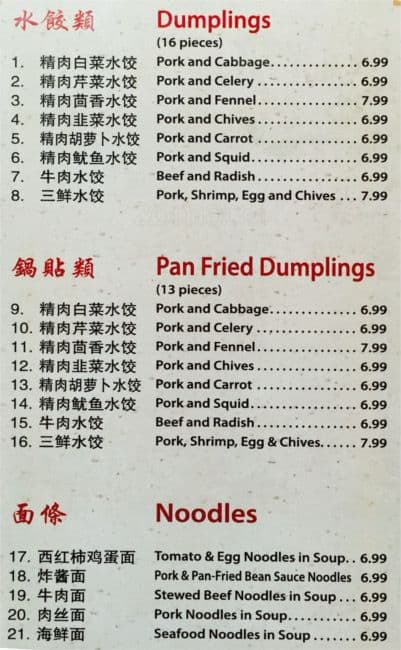 水餃類 Dumplings
(16 pieces)
1. 精肉白菜水饺 Pork and Cabbage..................... 6.99
2. 精肉芹菜水饺 Pork and Celery ........................ 6.99
3. 精肉茴香水饺 Pork and Fennel ....................... 7.99
4. 精肉韭菜水饺 Pork and Chives ....................... 6.99
5. 精肉胡萝卜水饺 Pork and Carrot ....................... 6.99
6. 精肉鱿鱼水饺 Pork and Squid ........................ 6.99
7. 牛肉水饺 Beef and Radish ....................... 6.99
8. 三鲜水饺 Pork, Shrimp, Egg and Chives ... 7.99
鍋貼類 Pan Fried Dumplings
(13 pieces)
9. 精肉白菜水饺 Pork and Cabbage..................... 6.99
10. 精肉芹菜水饺 Pork and Celery ........................ 6.99
11. 精肉茴香水饺 Pork and Fennel ....................... 7.99
12. 精肉韭菜水饺 Pork and Chives ....................... 6.99
13. 精肉胡萝卜水饺 Pork and Carrot ....................... 6.99
14. 精肉鱿鱼水饺 Pork and Squid ........................ 6.99
15. 牛肉水饺 Beef and Radish ....................... 6.99
16. 三鲜水饺 Pork, Shrimp, Egg & Chives...... 7.99
面條 Noodles
17. 西红柿鸡蛋面 Tomato & Egg Noodles in Soup.. 6.99
18. 炸酱面 Pork & Pan-Fried Bean Sauce Noodles 6.99
19. 牛肉面 Stewed Beef Noodles in Soup ... 6.99
20. 肉丝面 Pork Noodles in Soup............... 6.99
21. 海鲜面 Seafood Noodles in Soup ........ 6.99